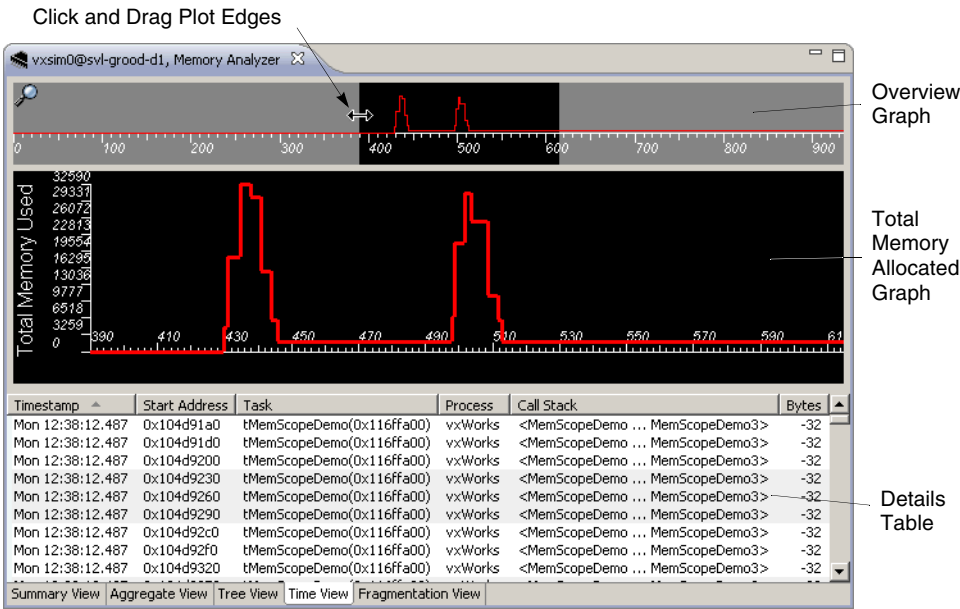 Click and Drag Plot Edges
vxsim0@svl-grood-d1, Memory Analyzer
Overview
Graph
0 100 200 300 400 500 600 700 800 900
Total Memory Used
32590
29331
26072
22813
19554
16295
13036
9777
6518
3259
0
390 410 430 450 470 490 510 530 550 570 590 61
Total
Memory
Allocated
Graph
Timestamp Start Address Task Process Call Stack Bytes
Mon 12:38:12.487 0x104d91a0 tMemScopeDemo(0x116ffa00) vxWorks <MemScopeDemo ... MemScopeDemo3> -32
Mon 12:38:12.487 0x104d91d0 tMemScopeDemo(0x116ffa00) vxWorks <MemScopeDemo ... MemScopeDemo3> -32
Mon 12:38:12.487 0x104d9200 tMemScopeDemo(0x116ffa00) vxWorks <MemScopeDemo ... MemScopeDemo3> -32
Mon 12:38:12.487 0x104d9230 tMemScopeDemo(0x116ffa00) vxWorks <MemScopeDemo ... MemScopeDemo3> -32
Mon 12:38:12.487 0x104d9260 tMemScopeDemo(0x116ffa00) vxWorks <MemScopeDemo ... MemScopeDemo3> -32
Mon 12:38:12.487 0x104d9290 tMemScopeDemo(0x116ffa00) vxWorks <MemScopeDemo ... MemScopeDemo3> -32
Mon 12:38:12.487 0x104d92c0 tMemScopeDemo(0x116ffa00) vxWorks <MemScopeDemo ... MemScopeDemo3> -32
Mon 12:38:12.487 0x104d92f0 tMemScopeDemo(0x116ffa00) vxWorks <MemScopeDemo ... MemScopeDemo3> -32
Mon 12:38:12.487 0x104d9320 tMemScopeDemo(0x116ffa00) vxWorks <MemScopeDemo ... MemScopeDemo3> -32
Details
Table
Summary View Aggregate View Tree View Time View Fragmentation View